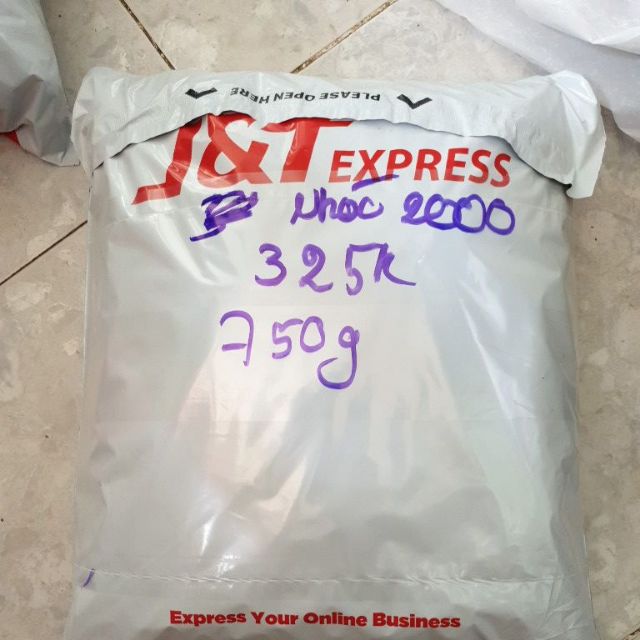 PLEASE OPEN HERE
J&T EXPRESS
Nhóc 2000
325k
750g
Express Your Online Business